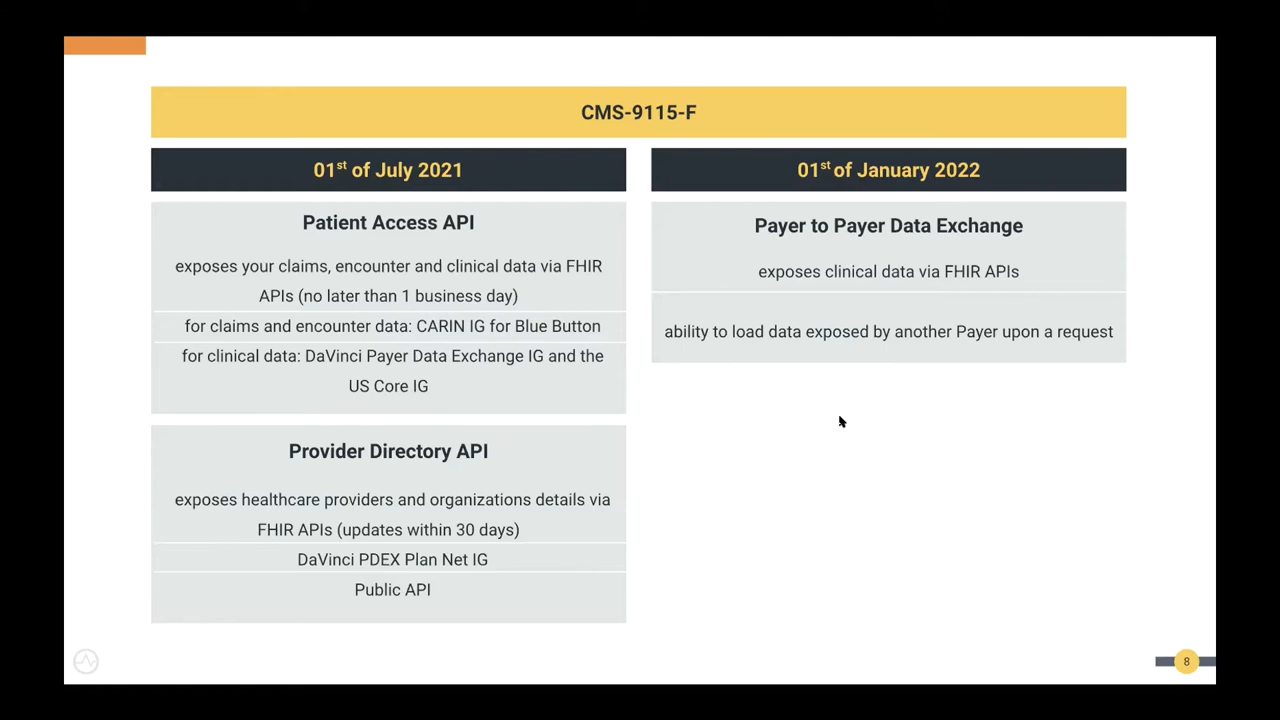 CMS-9115-F
01st of July 2021
Patient Access API
exposes your claims, encounter and clinical data via FHIR
APIs (no later than 1 business day)
for claims and encounter data: CARIN IG for Blue Button
for clinical data: DaVinci Payer Data Exchange IG and the
US Core IG
Provider Directory API
exposes healthcare providers and organizations details via
FHIR APIs (updates within 30 days)
DaVinci PDEX Plan Net IG
Public API
01st of January 2022
Payer to Payer Data Exchange
exposes clinical data via FHIR APIs
ability to load data exposed by another Payer upon a request
8